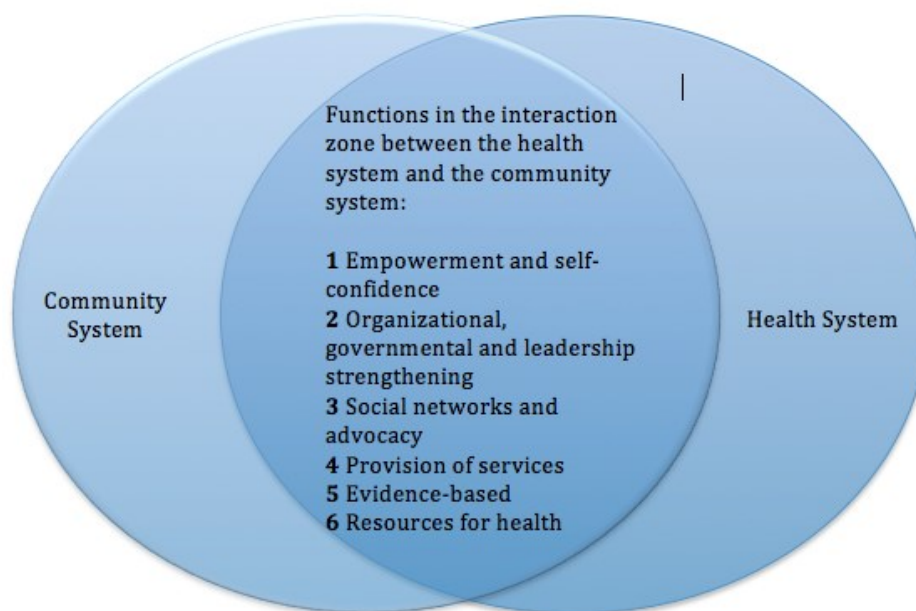 Functions in the interaction
zone between the health
system and the community
system:
1 Empowerment and self-
confidence
2 Organizational,
governmental and leadership
strengthening
3 Social networks and
advocacy
4 Provision of services
5 Evidence-based
6 Resources for health
Community
System
Health System